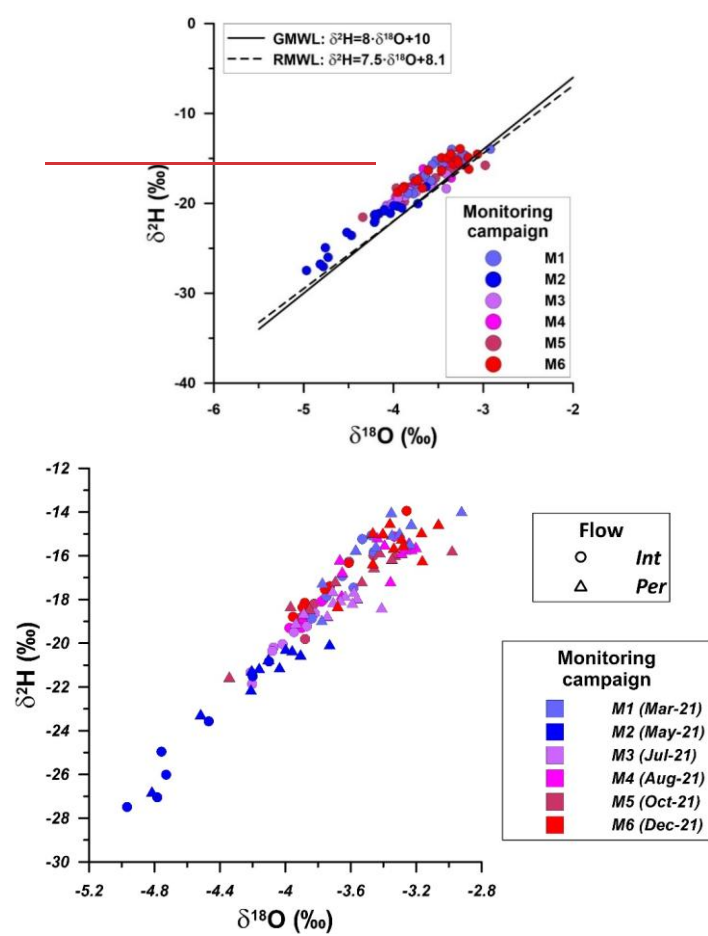 0
-10
-20
-30
-40
δ²H (‰)
GMWL: δ²H=8·δ¹⁸O+10
RMWL: δ²H=7.5·δ¹⁸O+8.1
Monitoring
campaign
M1
M2
M3
M4
M5
M6
-6 -5 -4 -3 -2
δ¹⁸O (‰)
-12
-14
-16
-18
-20
-22
-24
-26
-28
-30
δ²H (‰)
-5.2 -4.8 -4.4 -4 -3.6 -3.2 -2.8
δ¹⁸O (‰)
Flow
Int
Per
Monitoring
campaign
M1 (Mar-21)
M2 (May-21)
M3 (Jul-21)
M4 (Aug-21)
M5 (Oct-21)
M6 (Dec-21)